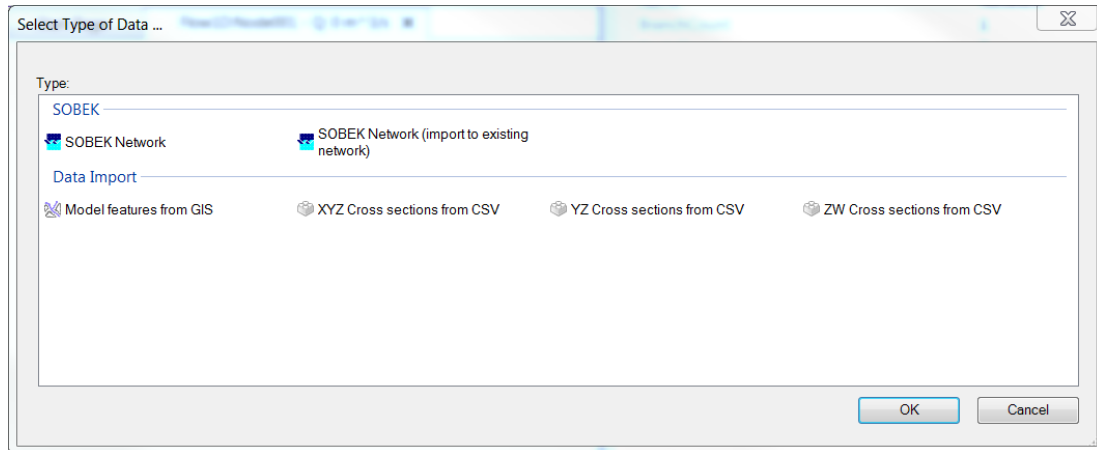 Select Type of Data ...
Type:
SOBEK
SOBEK Network
SOBEK Network (import to existing
network)
Data Import
Model features from GIS
XYZ Cross sections from CSV
YZ Cross sections from CSV
ZW Cross sections from CSV
OK
Cancel